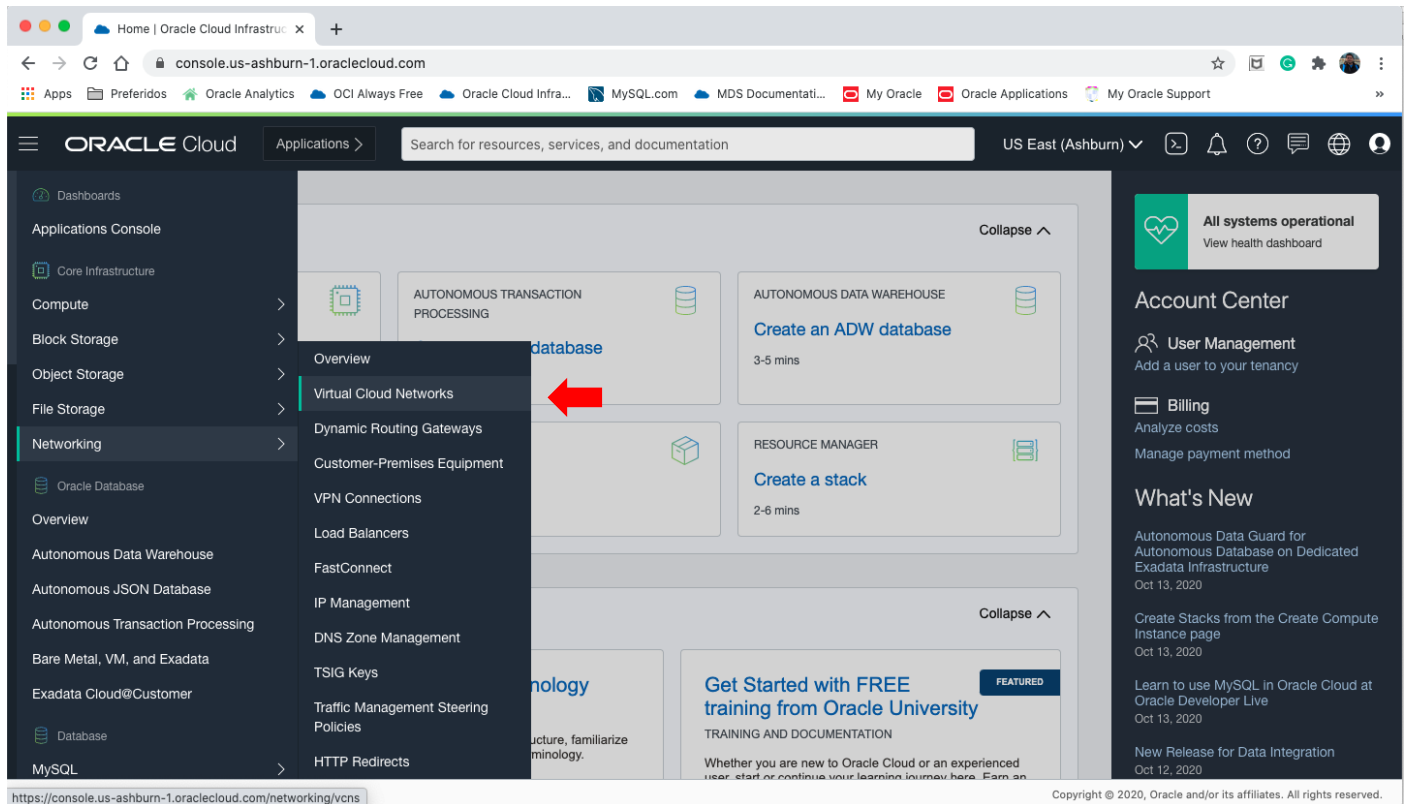 Home | Oracle Cloud Infrastruc
console.us-ashburn-1.oraclecloud.com
Apps Preferidos Oracle Analytics OCI Always Free Oracle Cloud Infra... MySQL.com MDS Documentati... My Oracle Oracle Applications My Oracle Support »
ORACLE Cloud Applications > Search for resources, services, and documentation US East (Ashburn)
Dashboards
Applications Console
Core Infrastructure
Compute
Block Storage
Object Storage
File Storage
Networking
Oracle Database
Overview
Autonomous Data Warehouse
Autonomous JSON Database
Autonomous Transaction Processing
Bare Metal, VM, and Exadata
Exadata Cloud@Customer
Database
MySQL
Overview
Virtual Cloud Networks
Dynamic Routing Gateways
Customer-Premises Equipment
VPN Connections
Load Balancers
FastConnect
IP Management
DNS Zone Management
TSIG Keys
Traffic Management Steering
Policies
HTTP Redirects
Collapse
AUTONOMOUS TRANSACTION
PROCESSING
database
AUTONOMOUS DATA WAREHOUSE
Create an ADW database
3-5 mins
RESOURCE MANAGER
Create a stack
2-6 mins
Collapse
nology
ucture, familiarize
minology.
FEATURED
Get Started with FREE
training from Oracle University
TRAINING AND DOCUMENTATION
Whether you are new to Oracle Cloud or an experienced
user, start or continue your learning journey here. Earn an
All systems operational
View health dashboard
Account Center
User Management
Add a user to your tenancy
Billing
Analyze costs
Manage payment method
What's New
Autonomous Data Guard for
Autonomous Database on Dedicated
Exadata Infrastructure
Oct 13, 2020
Create Stacks from the Create Compute
Instance page
Oct 13, 2020
Learn to use MySQL in Oracle Cloud at
Oracle Developer Live
Oct 13, 2020
New Release for Data Integration
Oct 12, 2020
https://console.us-ashburn-1.oraclecloud.com/networking/vcns
Copyright © 2020, Oracle and/or its affiliates. All rights reserved.